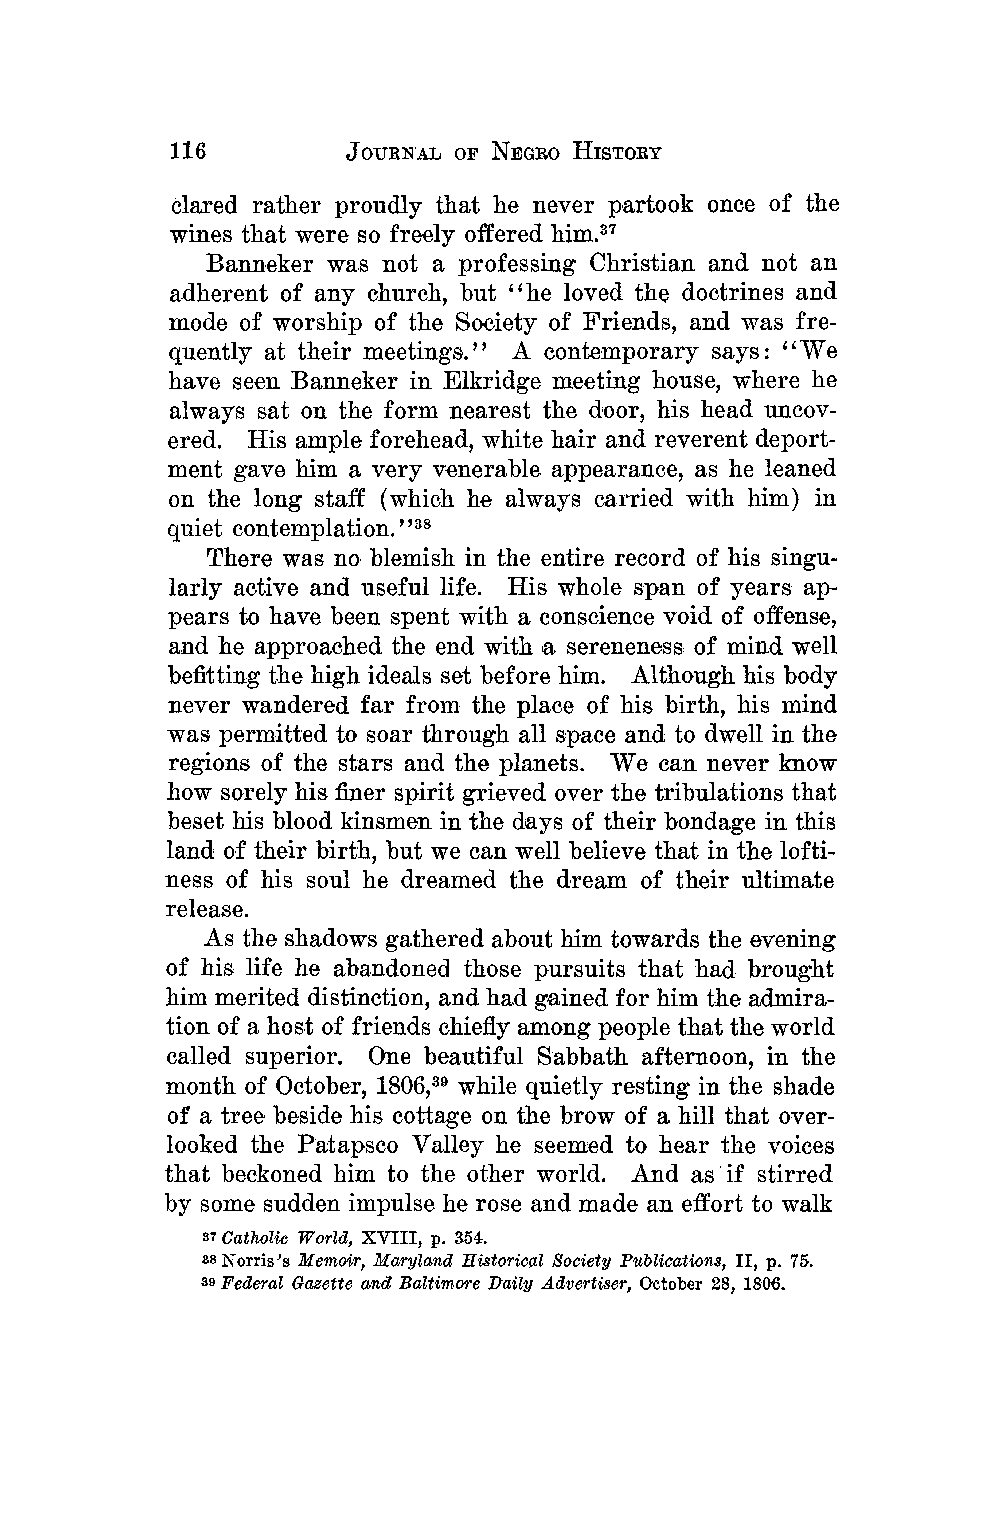 116 JOURNAL OF NEGRO HISTORY
clared rather proudly that he never partook once of the
wines that were so freely offered him.³⁷
Banneker was not a professing Christian and not an
adherent of any church, but ‘‘he loved the doctrines and
mode of worship of the Society of Friends, and was fre-
quently at their meetings.’’ A contemporary says: ‘‘We
have seen Banneker in Elkridge meeting house, where he
always sat on the form nearest the door, his head uncov-
ered. His ample forehead, white hair and reverent deport-
ment gave him a very venerable appearance, as he leaned
on the long staff (which he always carried with him) in
quiet contemplation.’’³⁸
There was no blemish in the entire record of his singu-
larly active and useful life. His whole span of years ap-
pears to have been spent with a conscience void of offense,
and he approached the end with a sereneness of mind well
befitting the high ideals set before him. Although his body
never wandered far from the place of his birth, his mind
was permitted to soar through all space and to dwell in the
regions of the stars and the planets. We can never know
how sorely his finer spirit grieved over the tribulations that
beset his blood kinsmen in the days of their bondage in this
land of their birth, but we can well believe that in the lofti-
ness of his soul he dreamed the dream of their ultimate
release.
As the shadows gathered about him towards the evening
of his life he abandoned those pursuits that had brought
him merited distinction, and had gained for him the admira-
tion of a host of friends chiefly among people that the world
called superior. One beautiful Sabbath afternoon, in the
month of October, 1806,³⁹ while quietly resting in the shade
of a tree beside his cottage on the brow of a hill that over-
looked the Patapsco Valley he seemed to hear the voices
that beckoned him to the other world. And as if stirred
by some sudden impulse he rose and made an effort to walk
³⁷ Catholic World, XVIII, p. 354.
³⁸ Norris’s Memoir, Maryland Historical Society Publications, II, p. 75.
³⁹ Federal Gazette and Baltimore Daily Advertiser, October 28, 1806.